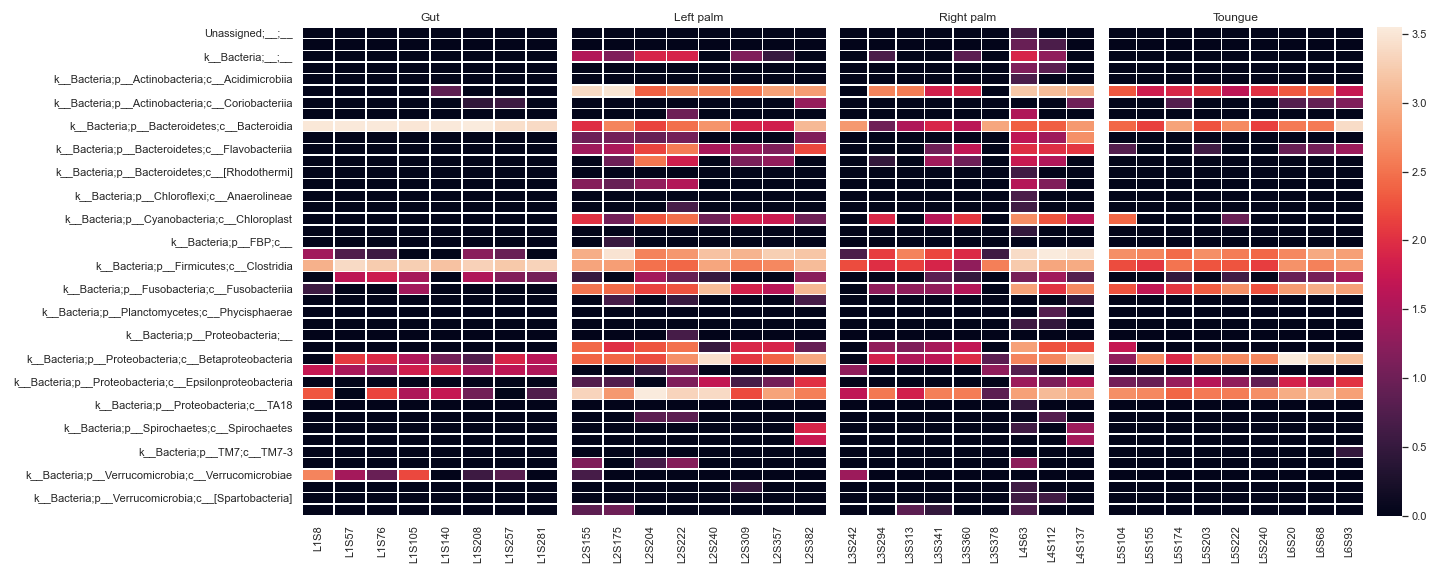 Gut
Left palm
Right palm
Toungue
Unassigned;__;__
k__Bacteria;__;__
k__Bacteria;p__Actinobacteria;c__Acidimicrobiia
k__Bacteria;p__Actinobacteria;c__Coriobacteriia
k__Bacteria;p__Bacteroidetes;c__Bacteroidia
k__Bacteria;p__Bacteroidetes;c__Flavobacteriia
k__Bacteria;p__Bacteroidetes;c__[Rhodothermi]
k__Bacteria;p__Chloroflexi;c__Anaerolineae
k__Bacteria;p__Cyanobacteria;c__Chloroplast
k__Bacteria;p__FBP;c__
k__Bacteria;p__Firmicutes;c__Clostridia
k__Bacteria;p__Fusobacteria;c__Fusobacteriia
k__Bacteria;p__Planctomycetes;c__Phycisphaerae
k__Bacteria;p__Proteobacteria;__
k__Bacteria;p__Proteobacteria;c__Betaproteobacteria
k__Bacteria;p__Proteobacteria;c__Epsilonproteobacteria
k__Bacteria;p__Proteobacteria;c__TA18
k__Bacteria;p__Spirochaetes;c__Spirochaetes
k__Bacteria;p__TM7;c__TM7-3
k__Bacteria;p__Verrucomicrobia;c__Verrucomicrobiae
k__Bacteria;p__Verrucomicrobia;c__[Spartobacteria]
L1S8
L1S57
L1S76
L1S105
L1S140
L1S208
L1S257
L1S281
L2S155
L2S175
L2S204
L2S222
L2S240
L2S309
L2S357
L2S382
L3S242
L3S294
L3S313
L3S341
L3S360
L3S378
L4S63
L4S112
L4S137
L5S104
L5S155
L5S174
L5S203
L5S222
L5S240
L6S20
L6S68
L6S93
3.5
3.0
2.5
2.0
1.5
1.0
0.5
0.0